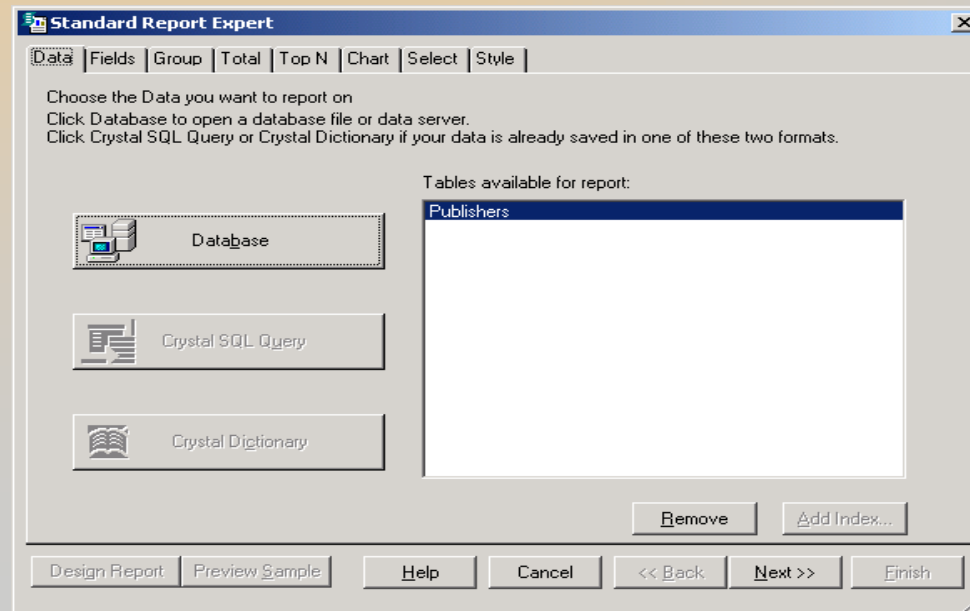 Standard Report Expert
Data Fields Group Total Top N Chart Select Style
Choose the Data you want to report on
Click Database to open a database file or data server.
Click Crystal SQL Query or Crystal Dictionary if your data is already saved in one of these two formats.
Tables available for report:
Publishers
Database
Crystal SQL Query
Crystal Dictionary
Remove Add Index...
Design Report Preview Sample Help Cancel << Back Next >> Finish